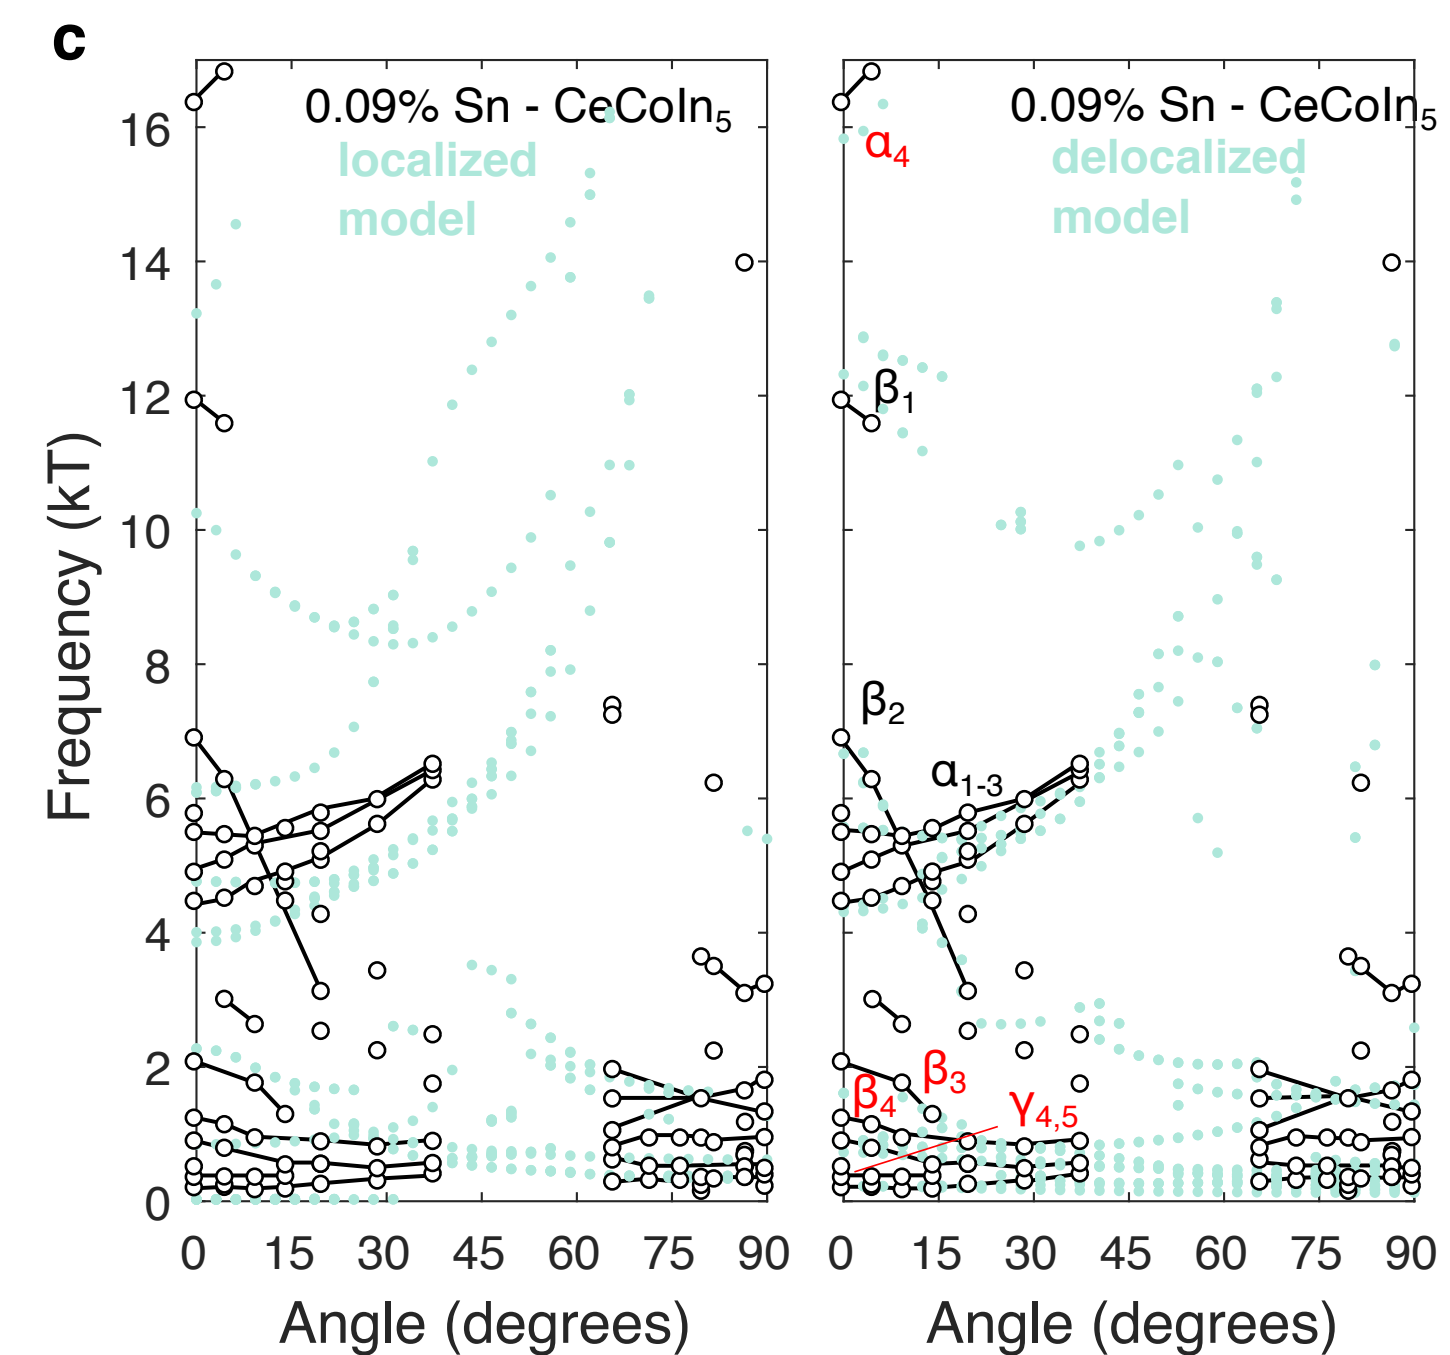 c
0.09% Sn - CeCoIn₅
localized
model
16
14
12
10
8
6
4
2
0
Frequency (kT)
0 15 30 45 60 75 90
Angle (degrees)
0.09% Sn - CeCoIn₅
delocalized
model
α₄
β₁
β₂
α₁₋₃
β₃
β₄
γ₄,₅
0 15 30 45 60 75 90
Angle (degrees)